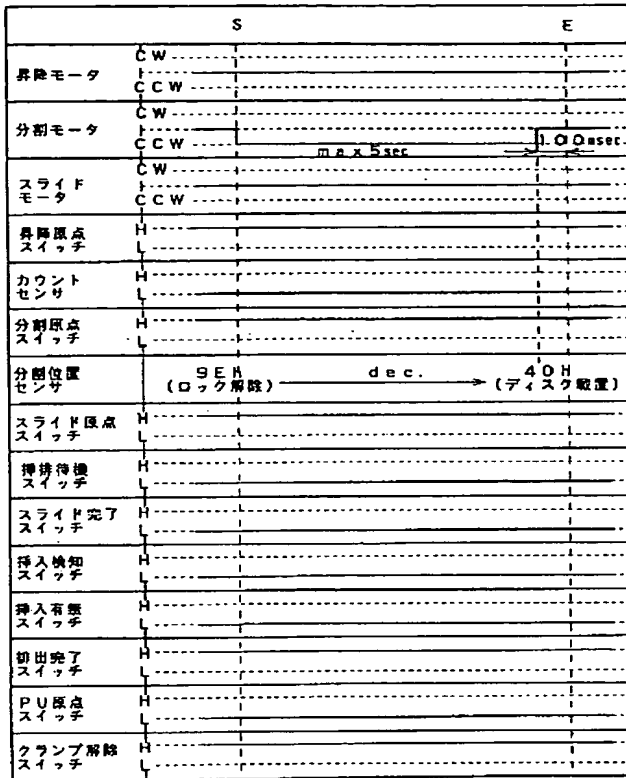 S E
昇降モータ
CW
CCW
分割モータ
CW
CCW
max5sec
100msec
スライド
モータ
CW
CCW
昇降原点
スイッチ
H
L
カウント
センサ
H
L
分割原点
スイッチ
H
L
分割位置
センサ
9EH dec. 40H
(ロック解除) (ディスク載置)
スライド原点
スイッチ
H
L
挿排待機
スイッチ
H
L
スライド完了
スイッチ
H
L
挿入検知
スイッチ
H
L
挿入有無
スイッチ
H
L
排出完了
スイッチ
H
L
PU原点
スイッチ
H
L
クランプ解除
スイッチ
H
L